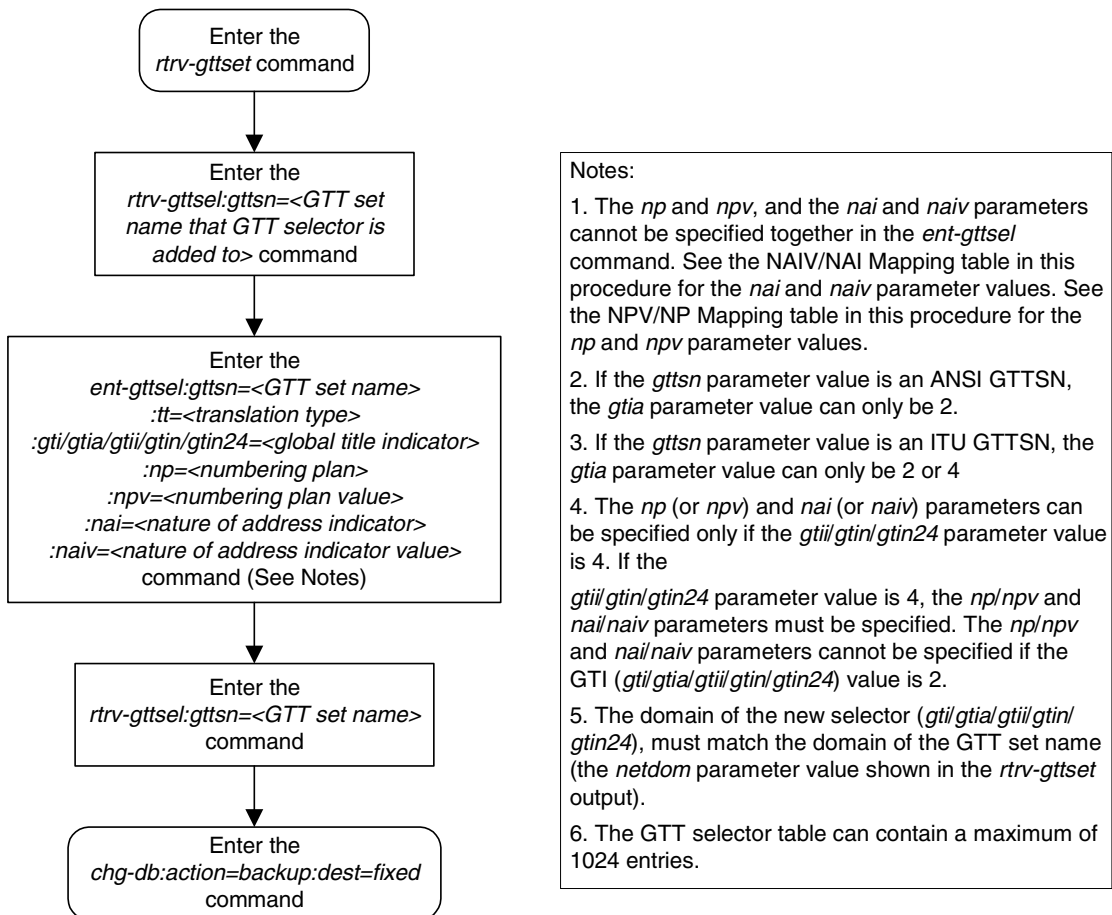 Enter the
rtrv-gttset command
Enter the
rtrv-gttsel:gttsn=<GTT set
name that GTT selector is
added to> command
Enter the
ent-gttsel:gttsn=<GTT set name>
:tt=<translation type>
:gti/gtia/gtii/gtin/gtin24=<global title indicator>
:np=<numbering plan>
:npv=<numbering plan value>
:nai=<nature of address indicator>
:naiv=<nature of address indicator value>
command (See Notes)
Enter the
rtrv-gttsel:gttsn=<GTT set name>
command
Enter the
chg-db:action=backup:dest=fixed
command
Notes:
1. The np and npv, and the nai and naiv parameters
cannot be specified together in the ent-gttsel
command. See the NAIV/NAI Mapping table in this
procedure for the nai and naiv parameter values. See
the NPV/NP Mapping table in this procedure for the
np and npv parameter values.
2. If the gttsn parameter value is an ANSI GTTSN,
the gtia parameter value can only be 2.
3. If the gttsn parameter value is an ITU GTTSN, the
gtia parameter value can only be 2 or 4
4. The np (or npv) and nai (or naiv) parameters can
be specified only if the gtii/gtin/gtin24 parameter value
is 4. If the
gtii/gtin/gtin24 parameter value is 4, the np/npv and
nai/naiv parameters must be specified. The np/npv
and nai/naiv parameters cannot be specified if the
GTI (gti/gtia/gtii/gtin/gtin24) value is 2.
5. The domain of the new selector (gti/gtia/gtii/gtin/
gtin24), must match the domain of the GTT set name
(the netdom parameter value shown in the rtrv-gttset
output).
6. The GTT selector table can contain a maximum of
1024 entries.